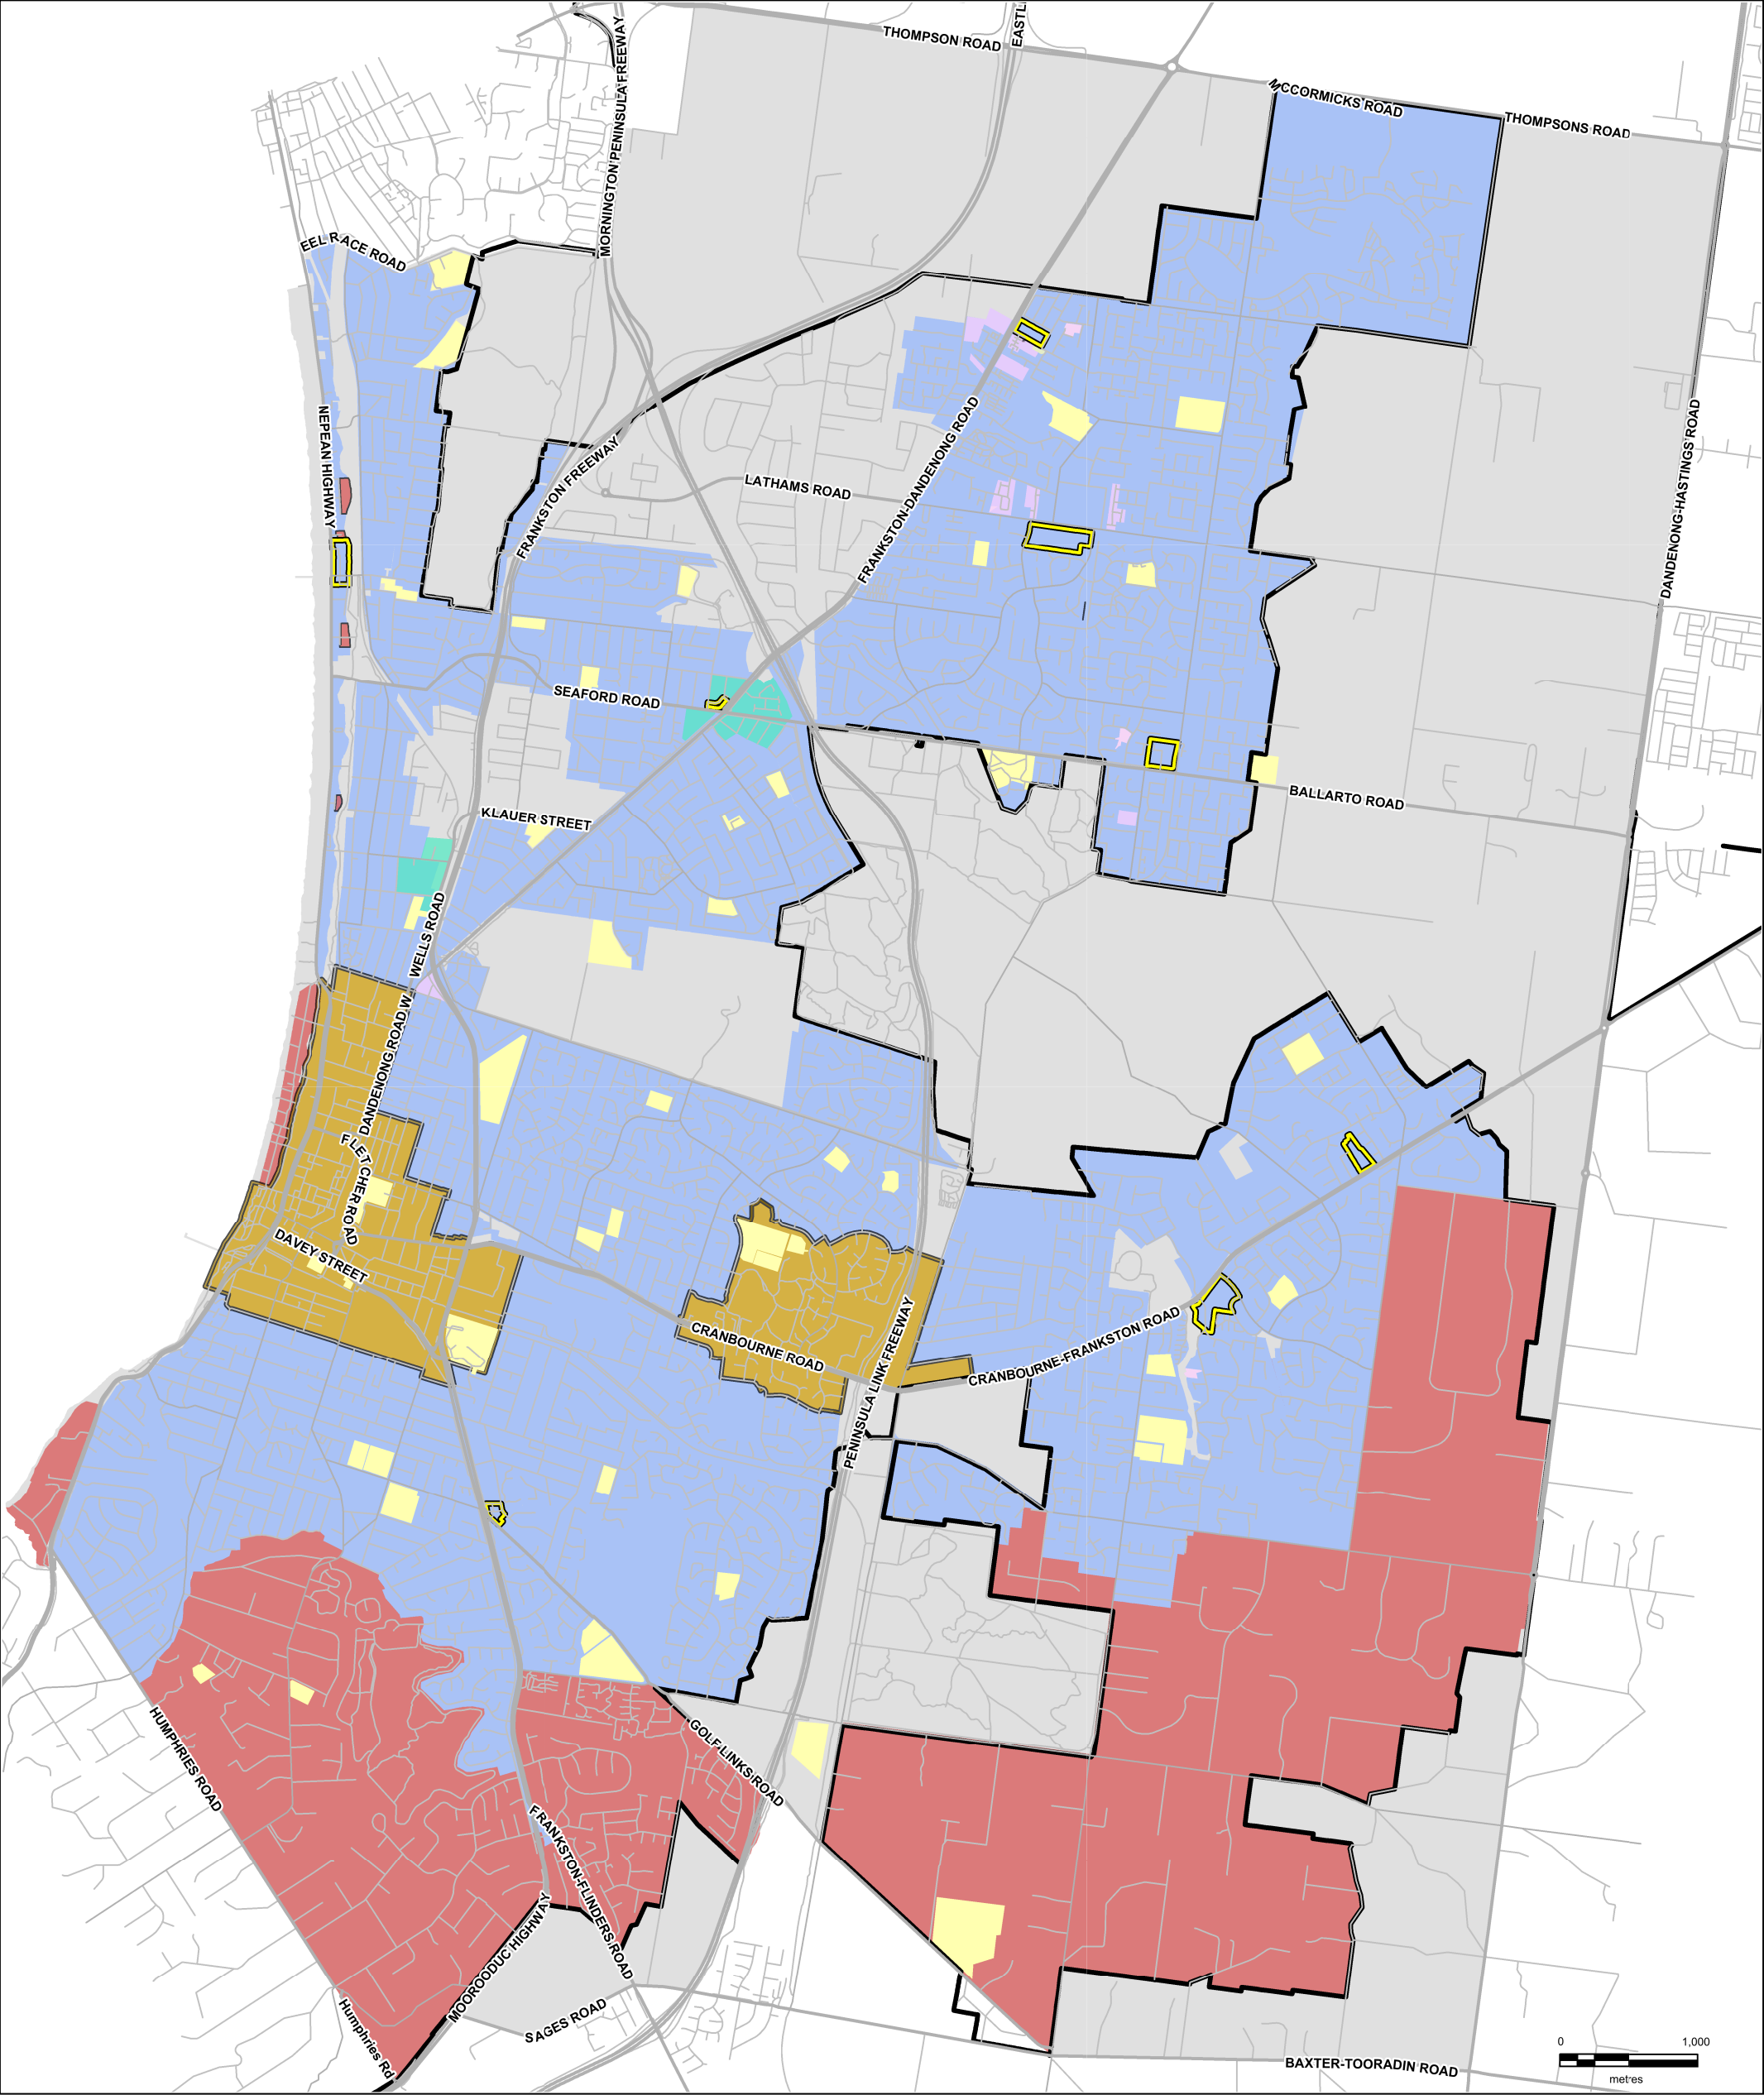 THOMPSON ROAD
EASTL
MORNINGTON PENINSULA FREEWAY
MCCORMICKS ROAD
THOMPSONS ROAD
EEL RACE ROAD
NEPEAN HIGHWAY
FRANKSTON FREEWAY
LATHAMS ROAD
FRANKSTON-DANDENONG ROAD
DANDENONG-HASTINGS ROAD
SEAFORD ROAD
KLAUER STREET
BALLARTO ROAD
WELLS ROAD
DANDENONG ROAD W
FLETCHER ROAD
DAVEY STREET
CRANBOURNE ROAD
PENINSULA LINK FREEWAY
CRANBOURNE-FRANKSTON ROAD
HUMPHRIES ROAD
GOLF LINKS ROAD
FRANKSTON-FLINDERS ROAD
MOOROODUC HIGHWAY
Humphries Rd
SAGES ROAD
BAXTER-TOORADIN ROAD
0 1,000
metres